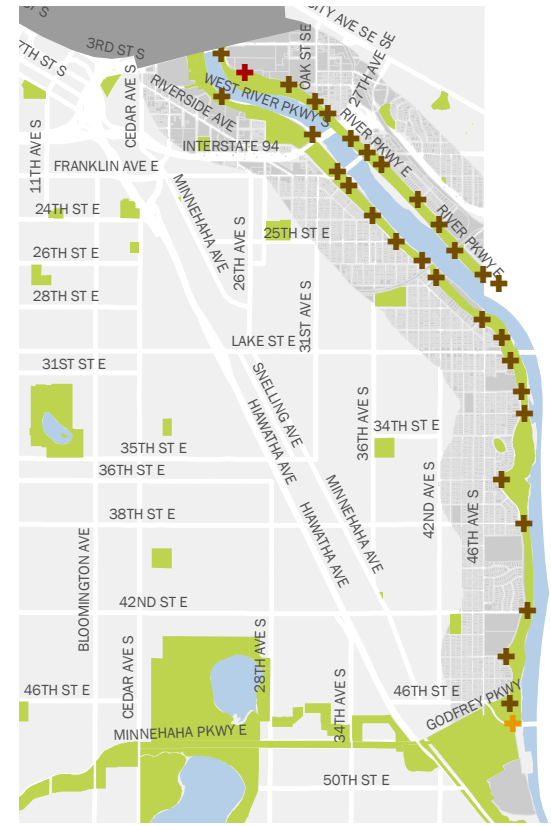 S
CITY AVE SE
3RD ST S
7TH ST S
OAK ST SE
27TH AVE SE
CEDAR AVE S
RIVERSIDE AVE
WEST RIVER PKWY S
RIVER PKWY E
11TH AVE S
INTERSTATE 94
FRANKLIN AVE E
MINNEHAHA AVE
24TH ST E
26TH AVE S
25TH ST E
RIVER PKWY E
26TH ST E
28TH ST E
31ST AVE S
LAKE ST E
31ST ST E
SNELLING AVE
36TH AVE S
HIAWATHA AVE
34TH ST E
35TH ST E
36TH ST E
42ND AVE S
46TH AVE S
MINNEHAHA AVE
38TH ST E
HIAWATHA AVE
BLOOMINGTON AVE
42ND ST E
CEDAR AVE S
28TH AVE S
34TH AVE S
46TH ST E
46TH ST E
GODFREY PKWY
MINNEHAHA PKWY E
50TH ST E